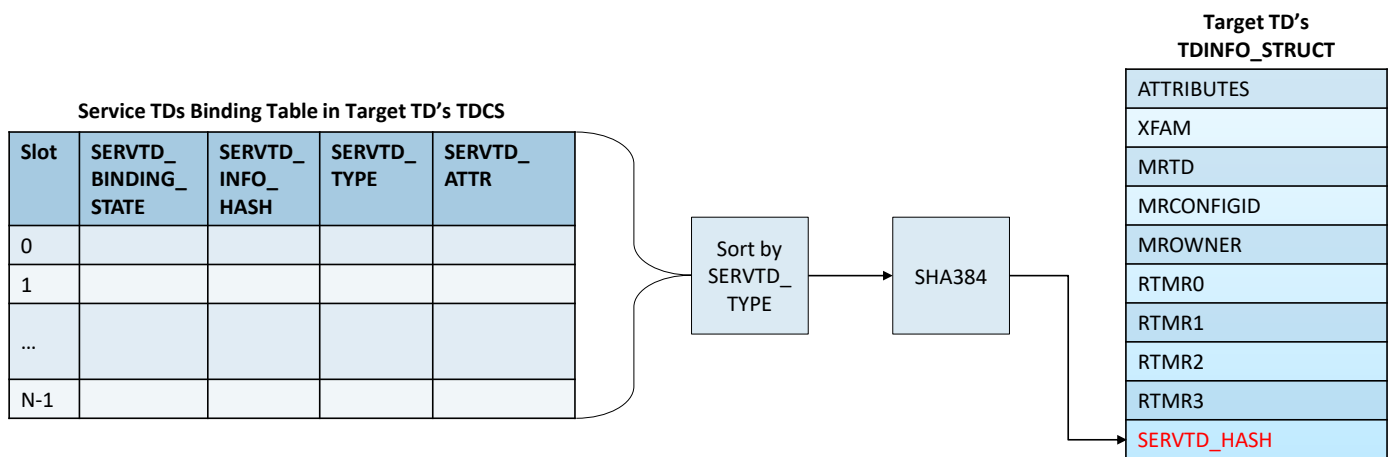 Target TD's
TDINFO_STRUCT
Service TDs Binding Table in Target TD's TDCS
Slot
SERVTD_
BINDING_
STATE
SERVTD_
INFO_
HASH
SERVTD_
TYPE
SERVTD_
ATTR
0
1
...
N-1
Sort by
SERVTD_
TYPE
SHA384
ATTRIBUTES
XFAM
MRTD
MRCONFIGID
MROWNER
RTMR0
RTMR1
RTMR2
RTMR3
SERVTD_HASH